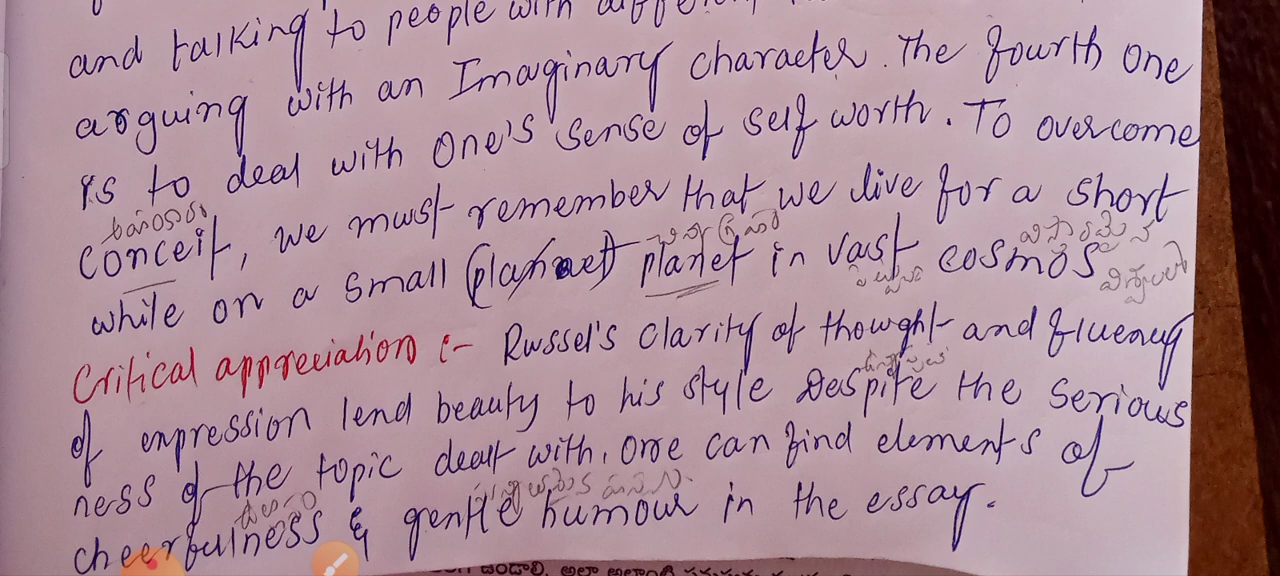 and talking to people with
arguing with an Imaginary character. The fourth one
is to deal with one's sense of self worth. To overcome
conceit, we must remember that we live for a short
while on a small planet in vast cosmos
Critical appreciation :- Russel's clarity of thought and fluency
of expression lend beauty to his style Despite the serious
ness of the topic dealt with, one can find elements of
cheerfulness & gentle humour in the essay.